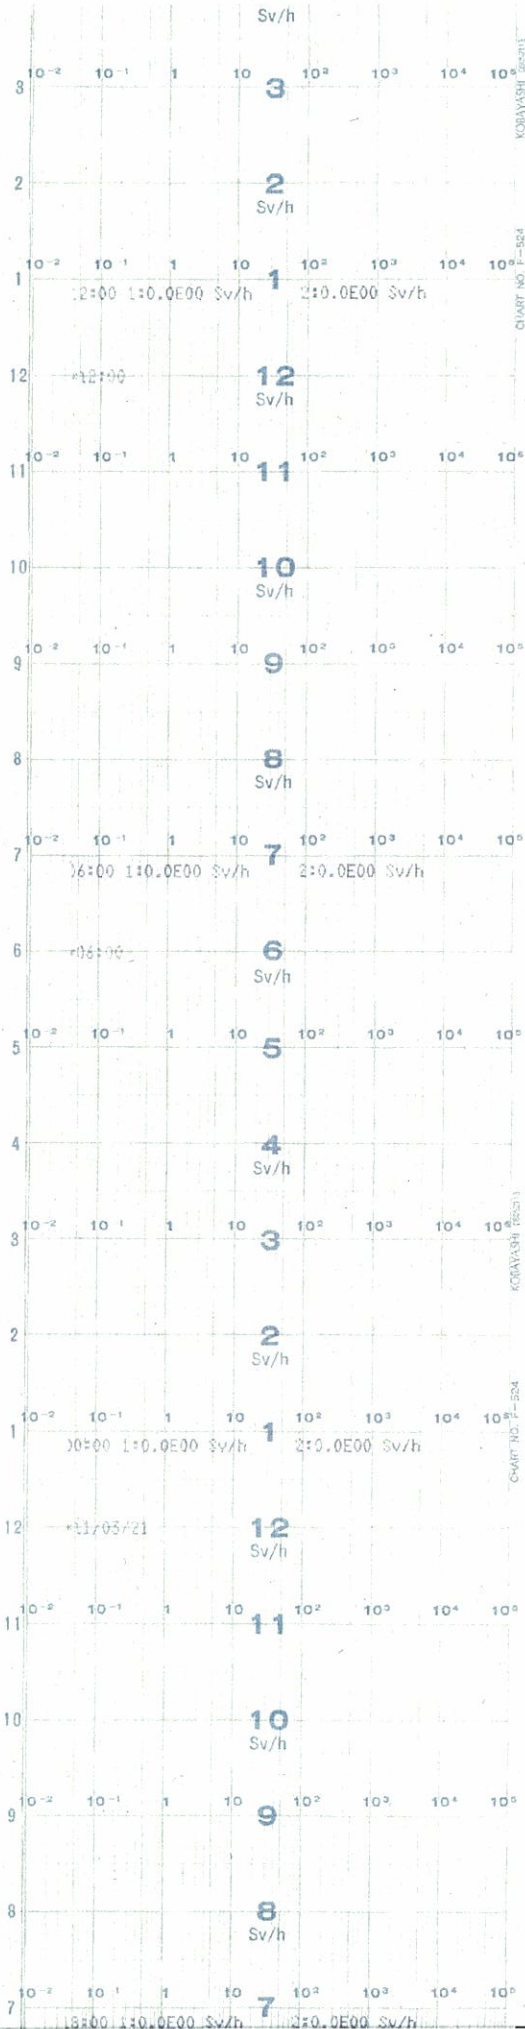 Sv/h
10⁻² 10⁻¹ 1 10 10² 10³ 10⁴ 10⁵
3 3
KOBAYASHI
2 2
Sv/h
10⁻² 10⁻¹ 1 10 10² 10³ 10⁴ 10⁵
1 1
CHART NO. F-524
12:00 1:0.0E00 Sv/h 2:0.0E00 Sv/h
12 12:00 12
Sv/h
10⁻² 10⁻¹ 1 10 10² 10³ 10⁴ 10⁵
11 11
10 10
Sv/h
10⁻² 10⁻¹ 1 10 10² 10³ 10⁴ 10⁵
9 9
8 8
Sv/h
10⁻² 10⁻¹ 1 10 10² 10³ 10⁴ 10⁵
7 7
06:00 1:0.0E00 Sv/h 2:0.0E00 Sv/h
6 06:00 6
Sv/h
10⁻² 10⁻¹ 1 10 10² 10³ 10⁴ 10⁵
5 5
4 4
Sv/h
10⁻² 10⁻¹ 1 10 10² 10³ 10⁴ 10⁵
3 3
KOBAYASHI
2 2
Sv/h
10⁻² 10⁻¹ 1 10 10² 10³ 10⁴ 10⁵
1 1
CHART NO. F-524
00:00 1:0.0E00 Sv/h 2:0.0E00 Sv/h
12 11/03/21 12
Sv/h
10⁻² 10⁻¹ 1 10 10² 10³ 10⁴ 10⁵
11 11
10 10
Sv/h
10⁻² 10⁻¹ 1 10 10² 10³ 10⁴ 10⁵
9 9
8 8
Sv/h
10⁻² 10⁻¹ 1 10 10² 10³ 10⁴ 10⁵
7 7
18:00 1:0.0E00 Sv/h 2:0.0E00 Sv/h